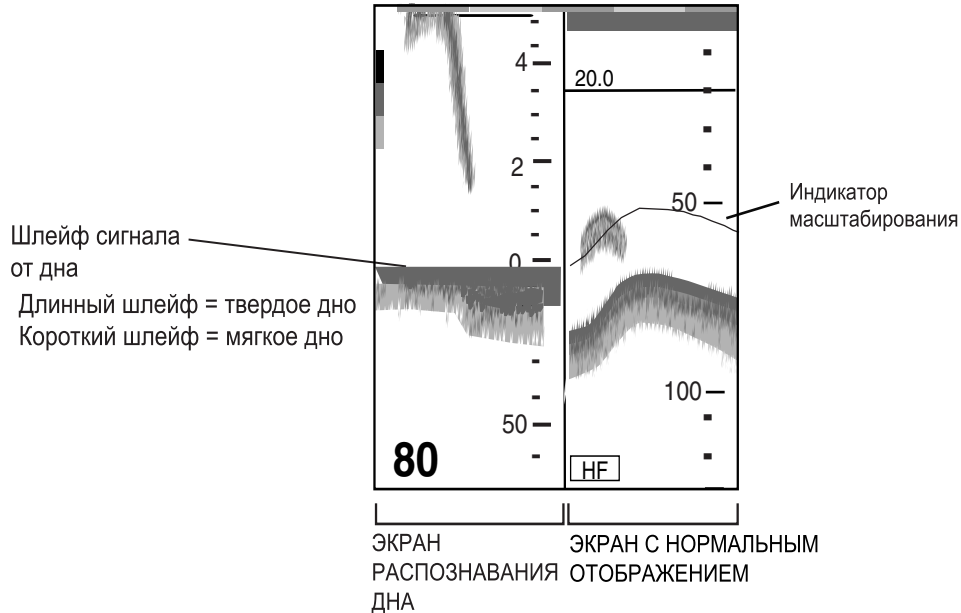 4
20.0
2
50
Индикатор
масштабирования
Шлейф сигнала
от дна
0
Длинный шлейф = твердое дно
Короткий шлейф = мягкое дно
100
50
80
HF
ЭКРАН
РАСПОЗНАВАНИЯ
ДНА
ЭКРАН С НОРМАЛЬНЫМ
ОТОБРАЖЕНИЕМ